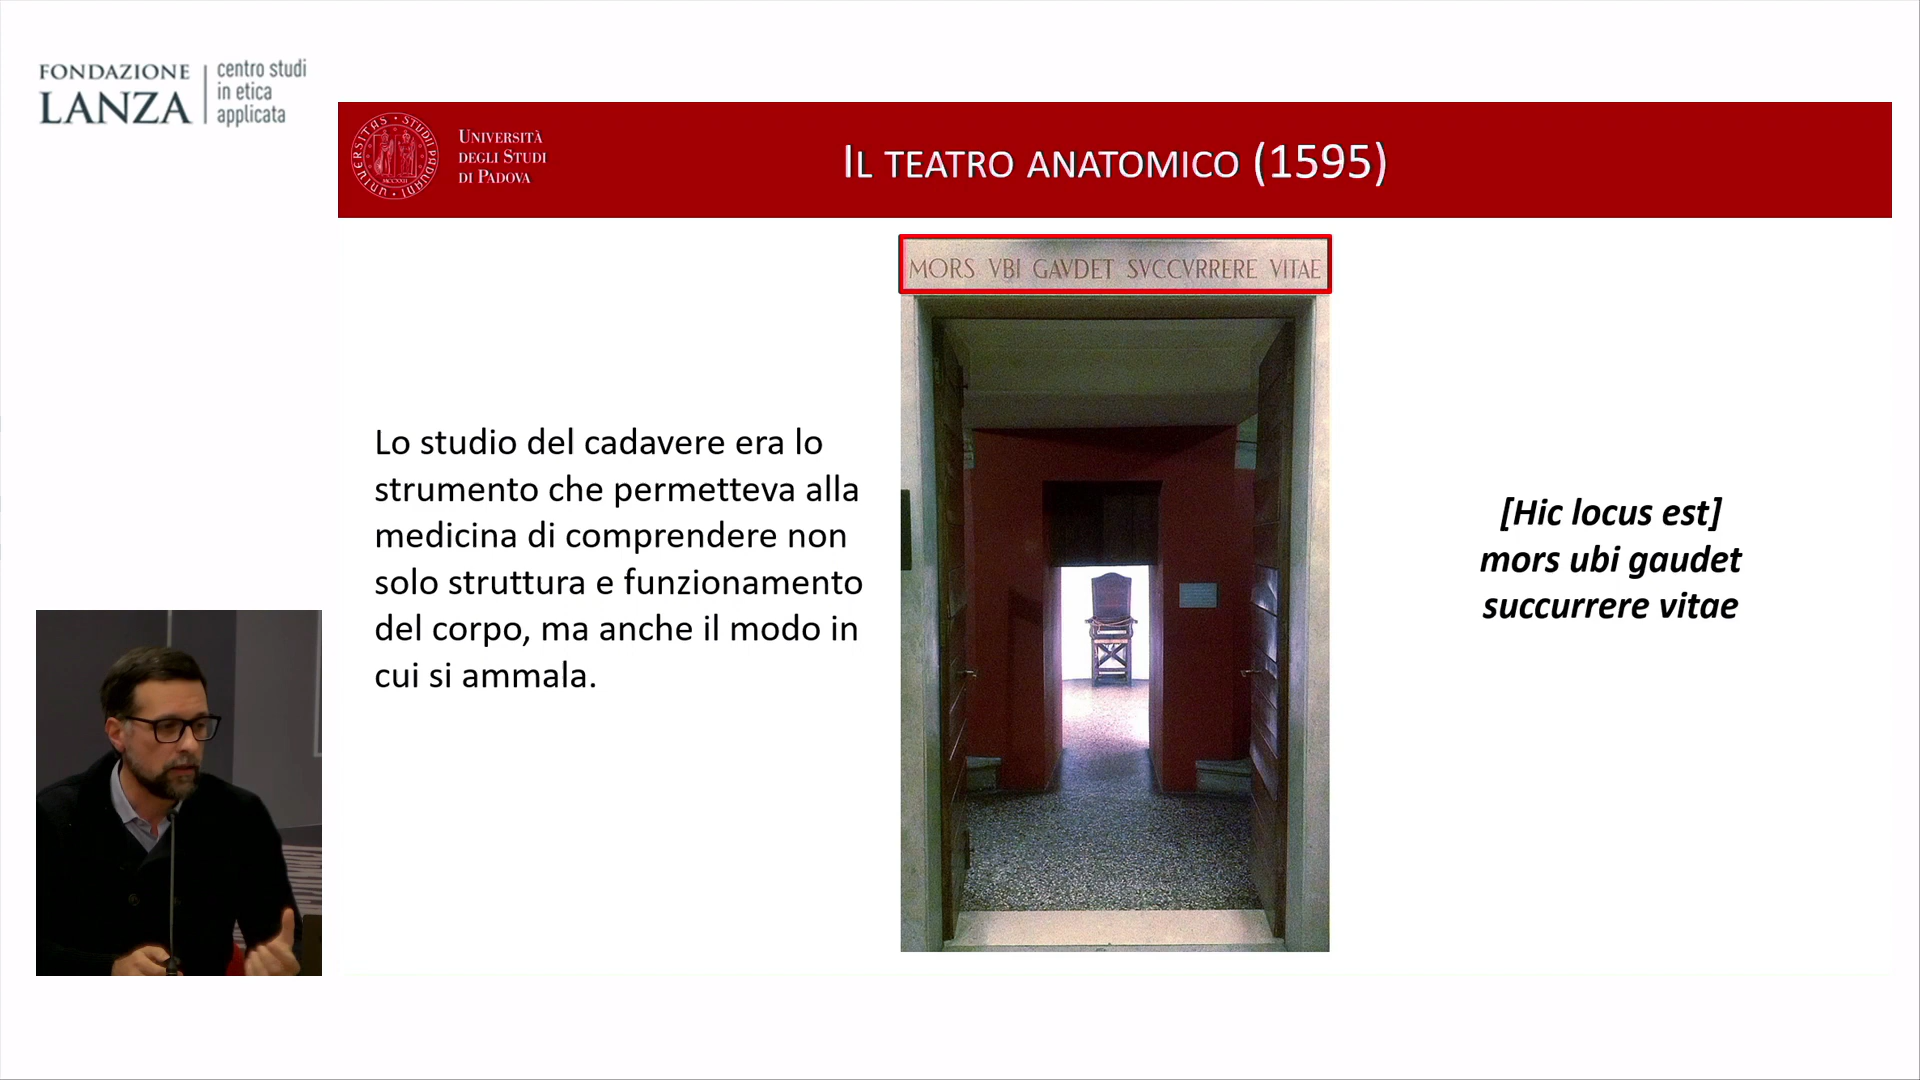 FONDAZIONE
LANZA
centro studi
in etica
applicata
UNIVERSITÀ
DEGLI STUDI
DI PADOVA
IL TEATRO ANATOMICO (1595)
MORS VBI GAVDET SVCCVRRERE VITAE
Lo studio del cadavere era lo
strumento che permetteva alla
medicina di comprendere non
solo struttura e funzionamento
del corpo, ma anche il modo in
cui si ammala.
[Hic locus est]
mors ubi gaudet
succurrere vitae